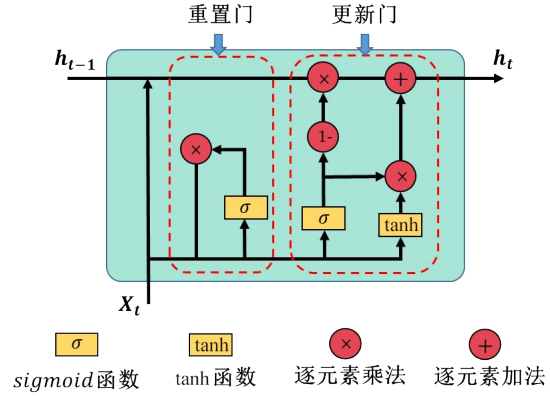 重置门 更新门
h_{t-1} h_t
× +
1-
× ×
σ σ tanh
X_t
σ tanh × +
sigmoid函数 tanh函数 逐元素乘法 逐元素加法